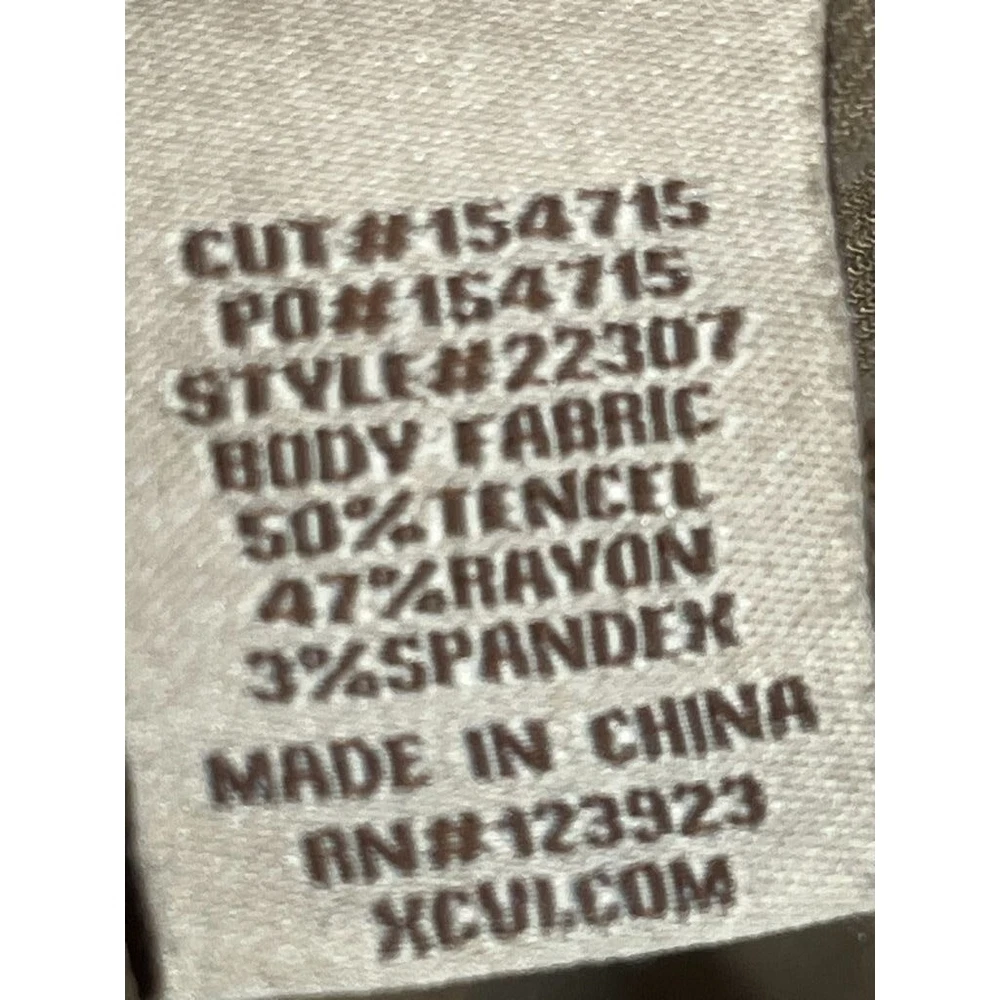 CUT#154715
PO#154715
STYLE#22307
BODY FABRIC
50%TENCEL
47%RAYON
3%SPANDEX
MADE IN CHINA
RN#123923
XCVI.COM